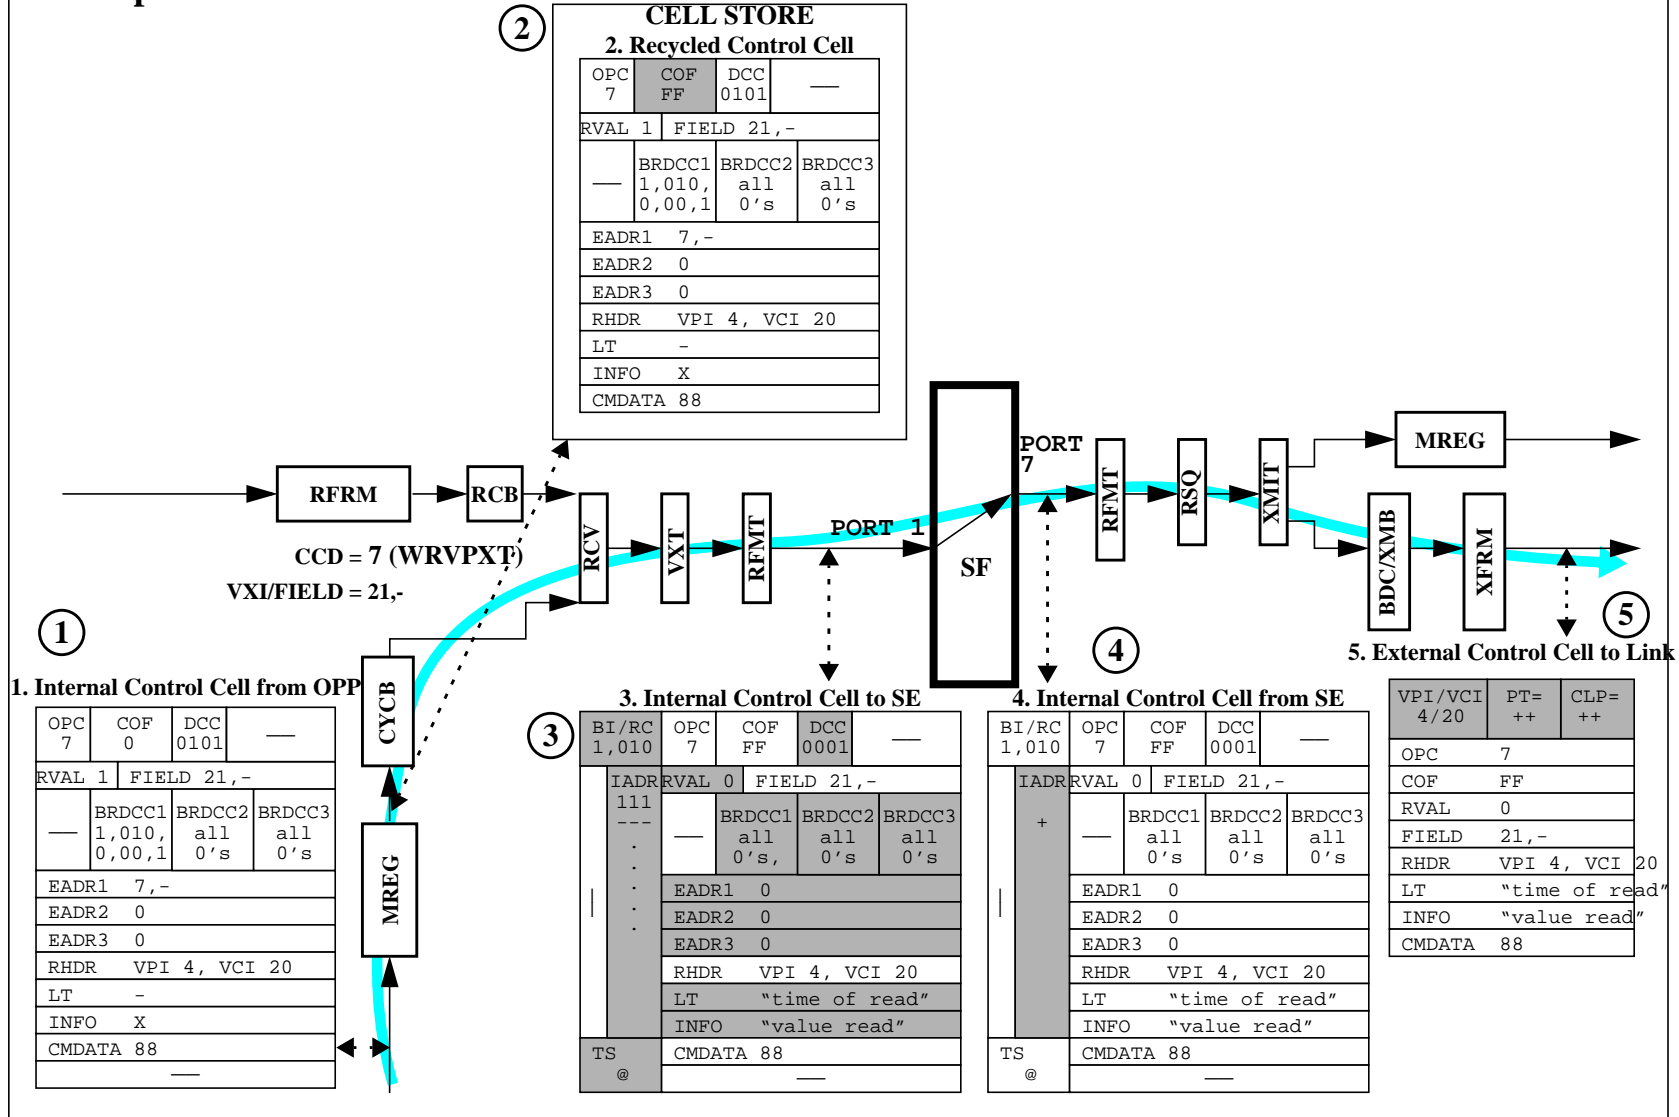 2
CELL STORE
2. Recycled Control Cell
OPC 7 COF FF DCC 0101 —
RVAL 1 FIELD 21,-
— BRDCC1 1,010, 0,00,1 BRDCC2 all 0's BRDCC3 all 0's
EADR1 7,-
EADR2 0
EADR3 0
RHDR VPI 4, VCI 20
LT -
INFO X
CMDATA 88
RFRM
RCB
RCV
VXT
RFMT
PORT 1
SF
PORT 7
RFMT
RSQ
XMIT
MREG
BDC/XMB
XFRM
CCD = 7 (WRVPXT)
VXI/FIELD = 21,-
CYCB
MREG
1
1. Internal Control Cell from OPP
OPC 7 COF 0 DCC 0101 —
RVAL 1 FIELD 21,-
— BRDCC1 1,010, 0,00,1 BRDCC2 all 0's BRDCC3 all 0's
EADR1 7,-
EADR2 0
EADR3 0
RHDR VPI 4, VCI 20
LT -
INFO X
CMDATA 88
—
3
3. Internal Control Cell to SE
BI/RC 1,010 OPC 7 COF FF DCC 0001 —
IADR 111 --- . . . . . RVAL 0 FIELD 21,-
— BRDCC1 all 0's, BRDCC2 all 0's BRDCC3 all 0's
EADR1 0
EADR2 0
EADR3 0
RHDR VPI 4, VCI 20
LT “time of read”
INFO “value read”
TS @ CMDATA 88
—
4
4. Internal Control Cell from SE
BI/RC 1,010 OPC 7 COF FF DCC 0001 —
IADR + RVAL 0 FIELD 21,-
— BRDCC1 all 0's BRDCC2 all 0's BRDCC3 all 0's
EADR1 0
EADR2 0
EADR3 0
RHDR VPI 4, VCI 20
LT “time of read”
INFO “value read”
TS @ CMDATA 88
—
5
5. External Control Cell to Link
VPI/VCI 4/20 PT= ++ CLP= ++
OPC 7
COF FF
RVAL 0
FIELD 21,-
RHDR VPI 4, VCI 20
LT “time of read”
INFO “value read”
CMDATA 88